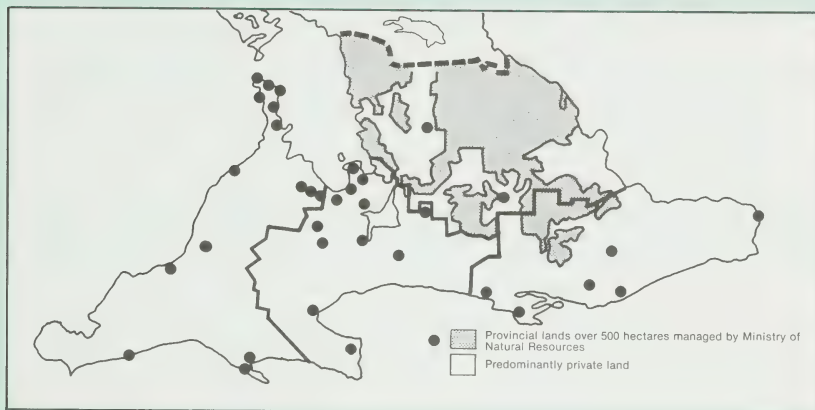 Provincial lands over 500 hectares managed by Ministry of
Natural Resources
Predominantly private land